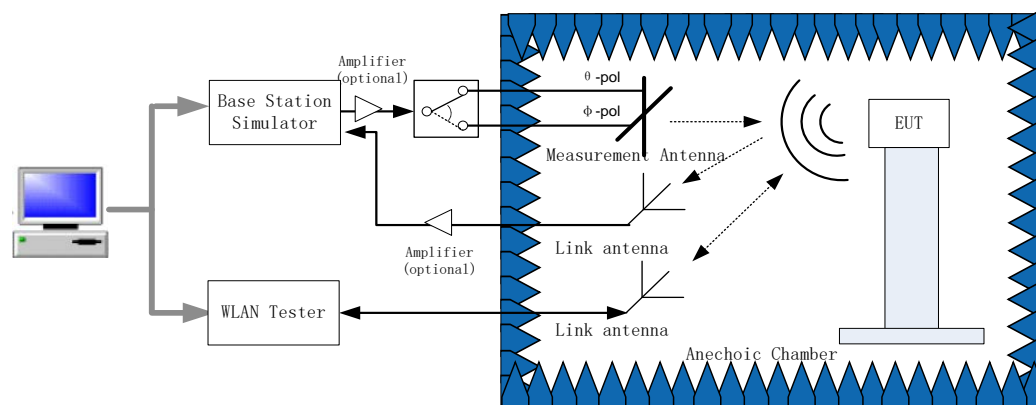 Amplifier
(optional)
θ-pol
Base Station
Simulator
ϕ-pol
EUT
Measurement Antenna
Amplifier
(optional)
Link antenna
WLAN Tester
Link antenna
Anechoic Chamber